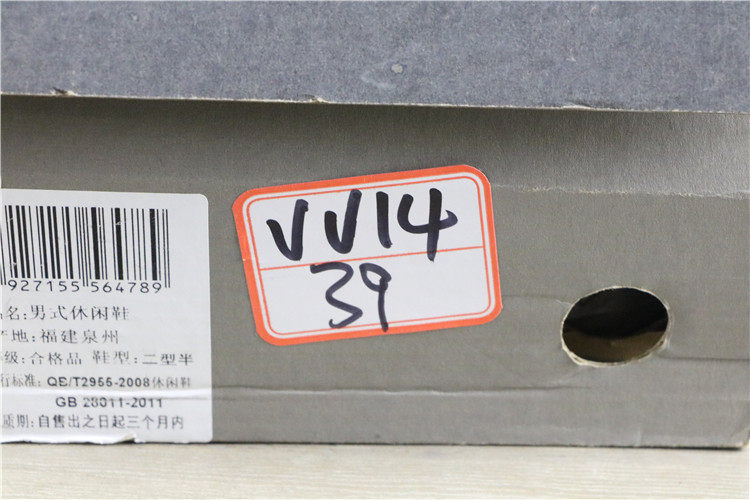 927155 564789
名:男式休闲鞋
地:福建泉州
级:合格品 鞋型:二型半
行标准: QB/T2955-2008休闲鞋
GB 28011-2011
质期:自售出之日起三个月内
VV14
39